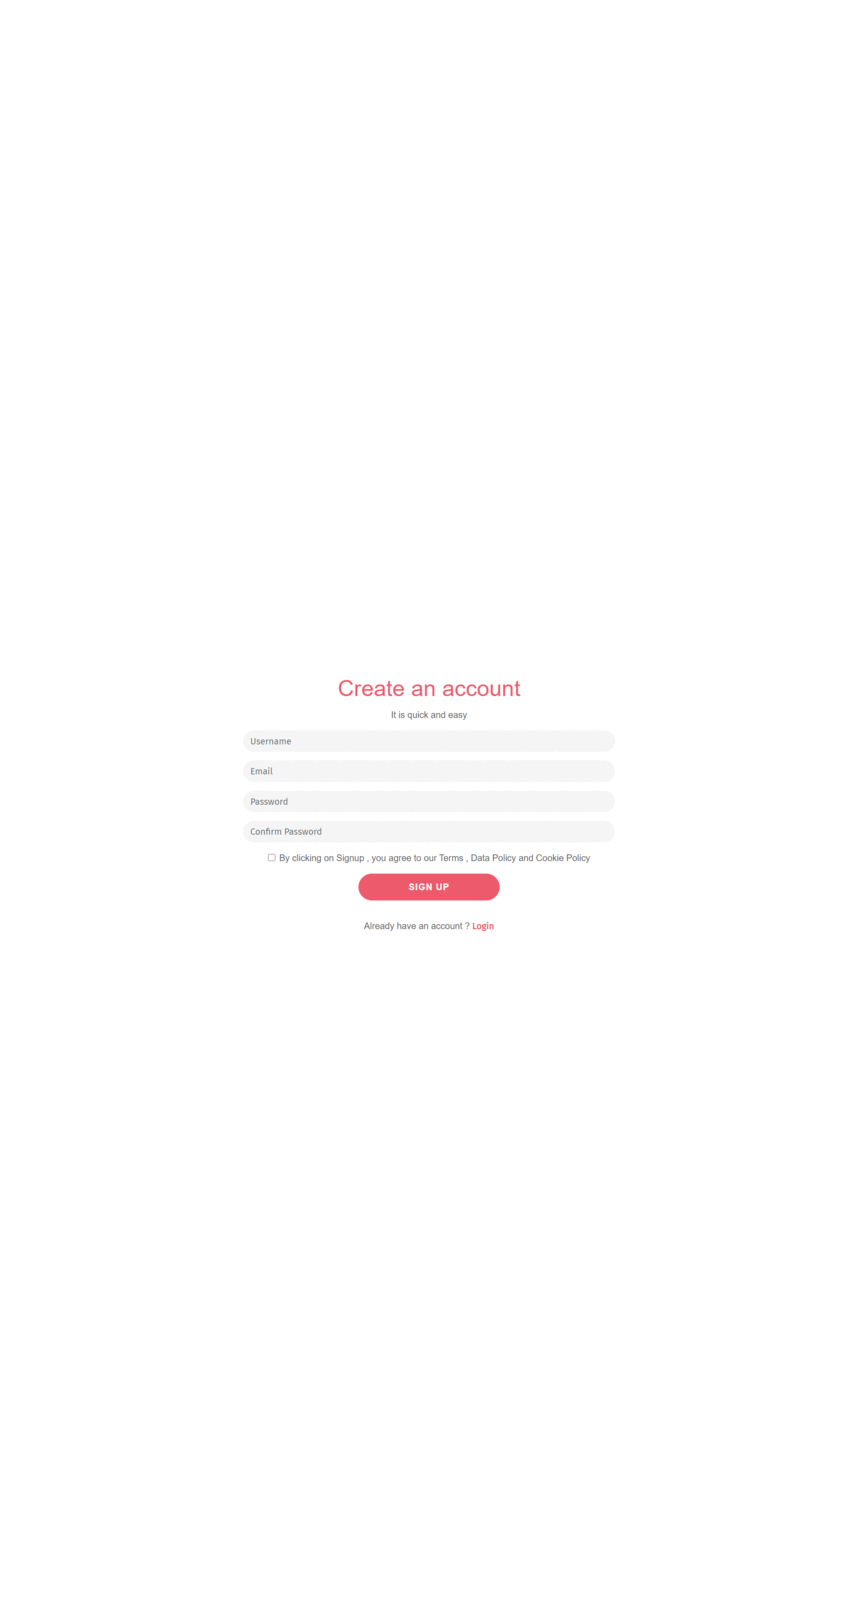 Create an account
It is quick and easy
Username
Email
Password
Confirm Password
By clicking on Signup , you agree to our Terms , Data Policy and Cookie Policy
SIGN UP
Already have an account ? Login